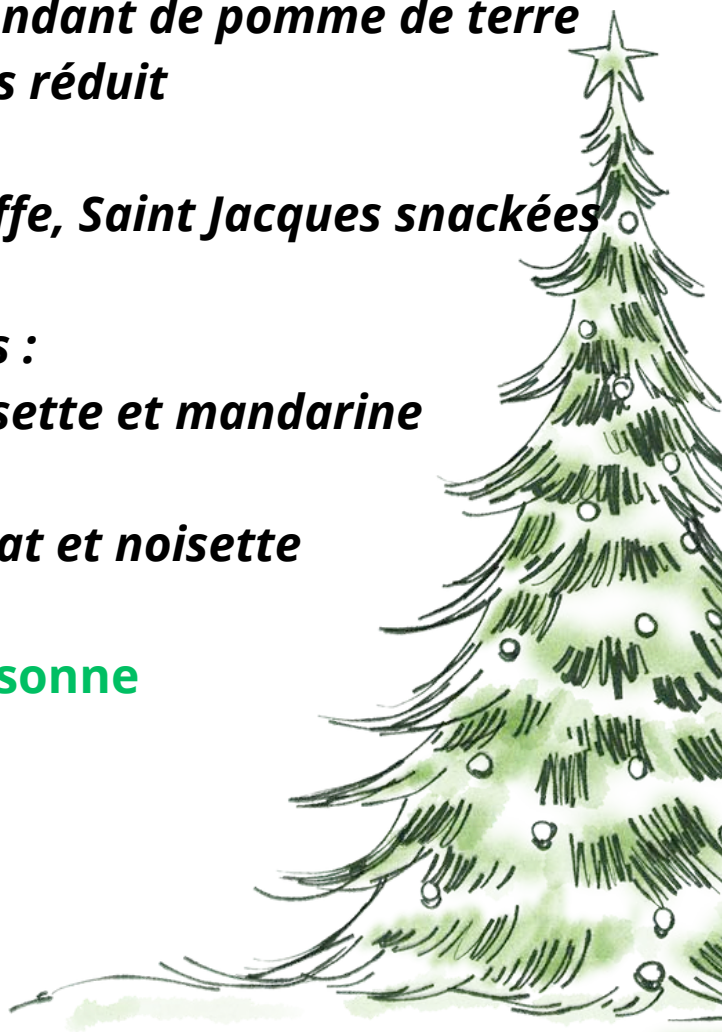 ndant de pomme de terre
s réduit
ffe, Saint Jacques snackées
s :
sette et mandarine
at et noisette
sonne